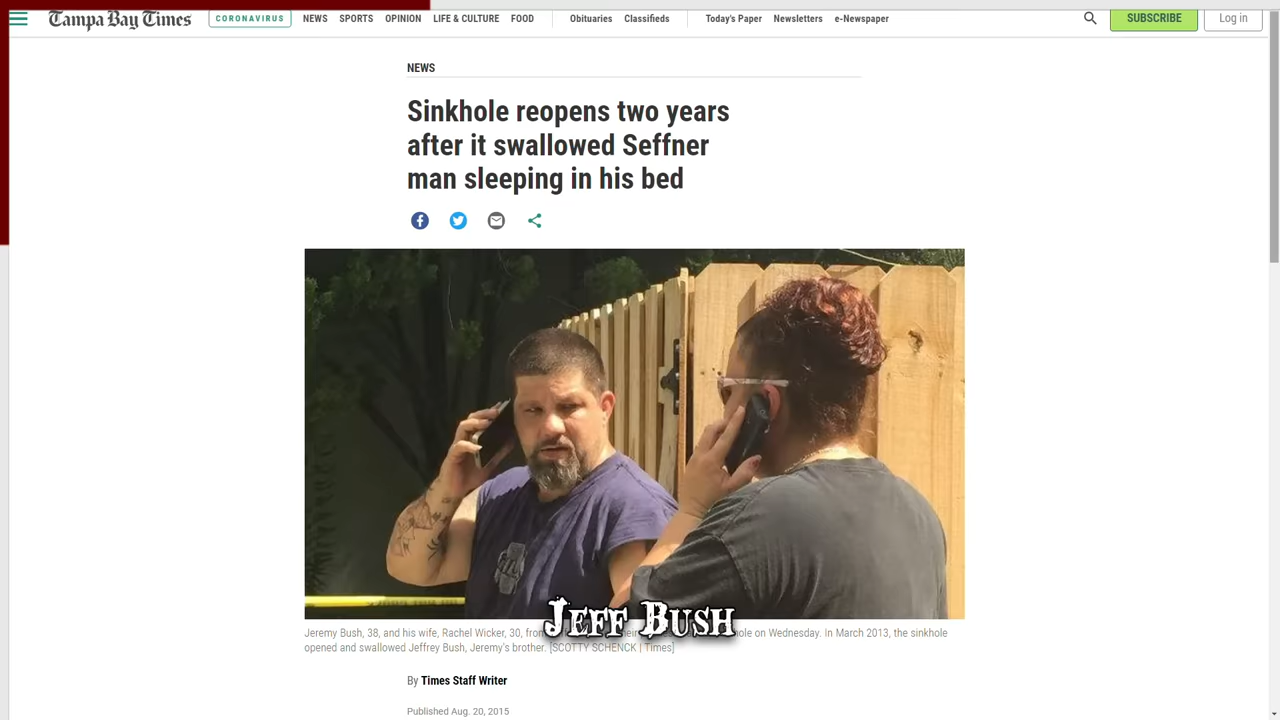 Tampa Bay Times CORONAVIRUS NEWS SPORTS OPINION LIFE & CULTURE FOOD Obituaries Classifieds Today's Paper Newsletters e-Newspaper SUBSCRIBE Log in
NEWS
Sinkhole reopens two years
after it swallowed Seffner
man sleeping in his bed
JEFF BUSH
Jeremy Bush, 38, and his wife, Rachel Wicker, 30, on Wednesday. In March 2013, the sinkhole
opened and swallowed Jeffrey Bush, Jeremy's brother. [SCOTTY SCHENCK | Times]
By Times Staff Writer
Published Aug. 20, 2015